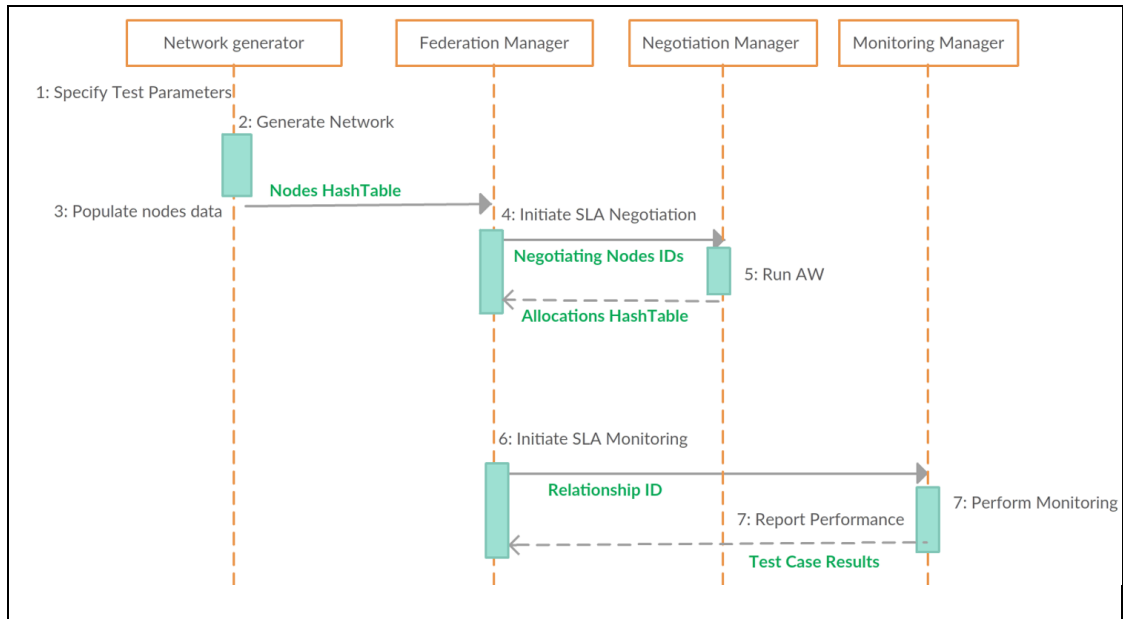 Network generator
Federation Manager
Negotiation Manager
Monitoring Manager
1: Specify Test Parameters
2: Generate Network
Nodes HashTable
3: Populate nodes data
4: Initiate SLA Negotiation
Negotiating Nodes IDs
5: Run AW
Allocations HashTable
6: Initiate SLA Monitoring
Relationship ID
7: Perform Monitoring
7: Report Performance
Test Case Results